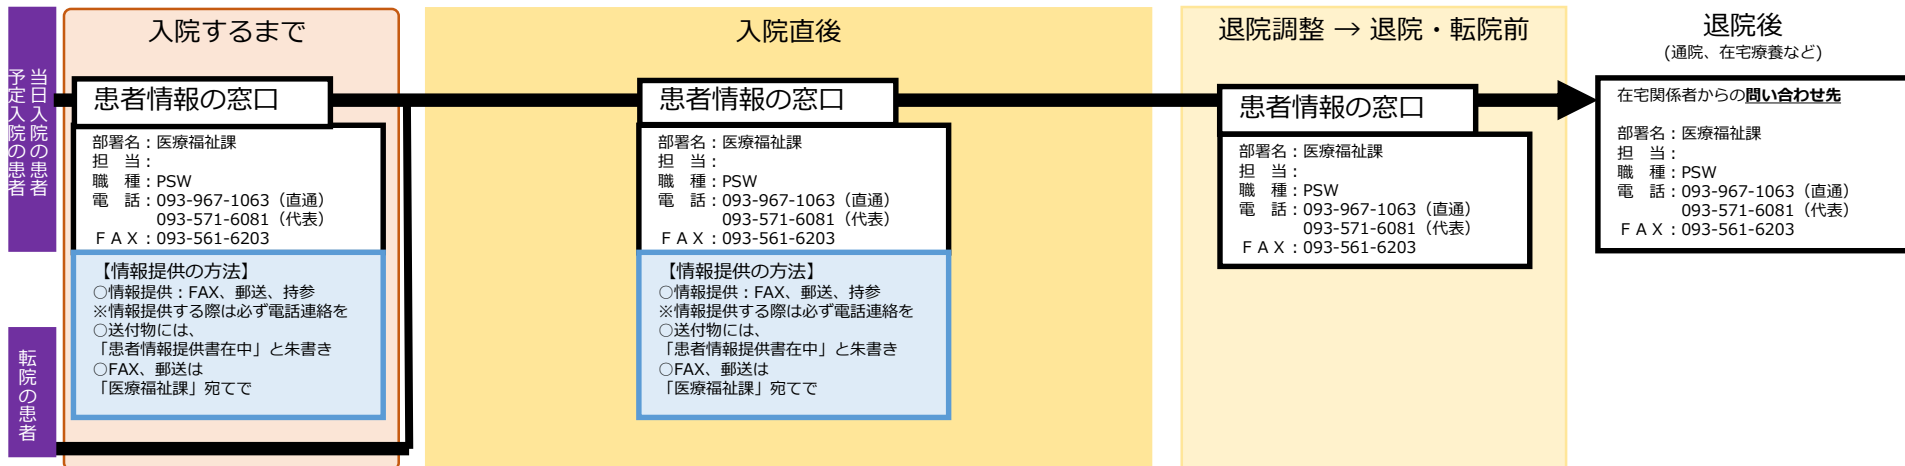 当日入院の患者
予定入院の患者
転院の患者
入院するまで
患者情報の窓口
部署名：医療福祉課
担　当：
職　種：PSW
電　話：093-967-1063（直通）
093-571-6081（代表）
ＦＡＸ：093-561-6203
【情報提供の方法】
○情報提供：FAX、郵送、持参
※情報提供する際は必ず電話連絡を
○送付物には、
「患者情報提供書在中」と朱書き
○FAX、郵送は
「医療福祉課」宛てで
入院直後
患者情報の窓口
部署名：医療福祉課
担　当：
職　種：PSW
電　話：093-967-1063（直通）
093-571-6081（代表）
ＦＡＸ：093-561-6203
【情報提供の方法】
○情報提供：FAX、郵送、持参
※情報提供する際は必ず電話連絡を
○送付物には、
「患者情報提供書在中」と朱書き
○FAX、郵送は
「医療福祉課」宛てで
退院調整 → 退院・転院前
患者情報の窓口
部署名：医療福祉課
担　当：
職　種：PSW
電　話：093-967-1063（直通）
093-571-6081（代表）
ＦＡＸ：093-561-6203
退院後
(通院、在宅療養など)
在宅関係者からの問い合わせ先
部署名：医療福祉課
担　当：
職　種：PSW
電　話：093-967-1063（直通）
093-571-6081（代表）
ＦＡＸ：093-561-6203